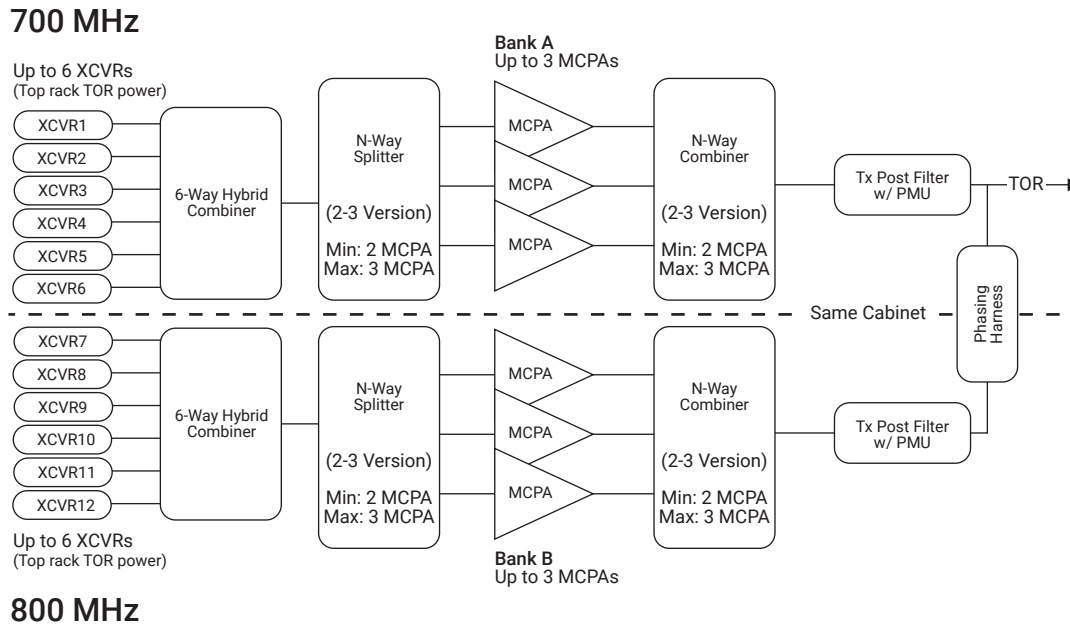 700 MHz
Up to 6 XCVRs
(Top rack TOR power)
XCVR1
XCVR2
XCVR3
XCVR4
XCVR5
XCVR6
6-Way Hybrid
Combiner
N-Way
Splitter
(2-3 Version)
Min: 2 MCPA
Max: 3 MCPA
Bank A
Up to 3 MCPAs
MCPA
MCPA
MCPA
N-Way
Combiner
(2-3 Version)
Min: 2 MCPA
Max: 3 MCPA
Tx Post Filter
w/ PMU
TOR
Same Cabinet
Phasing
Harness
XCVR7
XCVR8
XCVR9
XCVR10
XCVR11
XCVR12
Up to 6 XCVRs
(Top rack TOR power)
6-Way Hybrid
Combiner
N-Way
Splitter
(2-3 Version)
Min: 2 MCPA
Max: 3 MCPA
MCPA
MCPA
MCPA
Bank B
Up to 3 MCPAs
N-Way
Combiner
(2-3 Version)
Min: 2 MCPA
Max: 3 MCPA
Tx Post Filter
w/ PMU
800 MHz